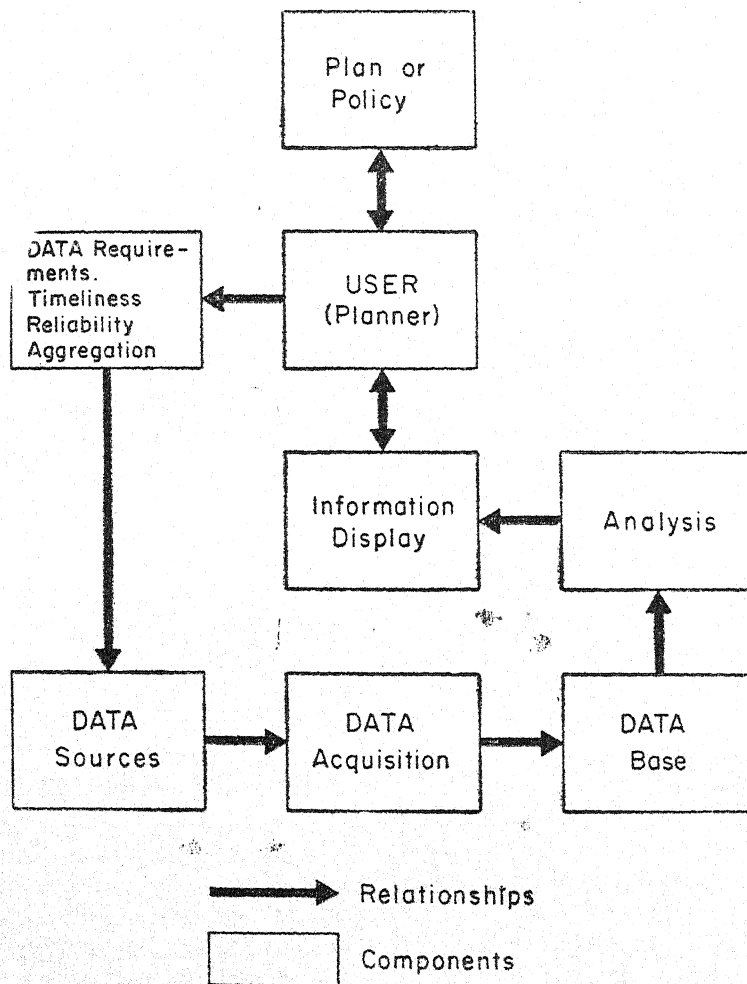 Plan or
Policy
DATA Require-
ments.
Timeliness
Reliability
Aggregation
USER
(Planner)
Information
Display
Analysis
DATA
Sources
DATA
Acquisition
DATA
Base
Relationships
Components